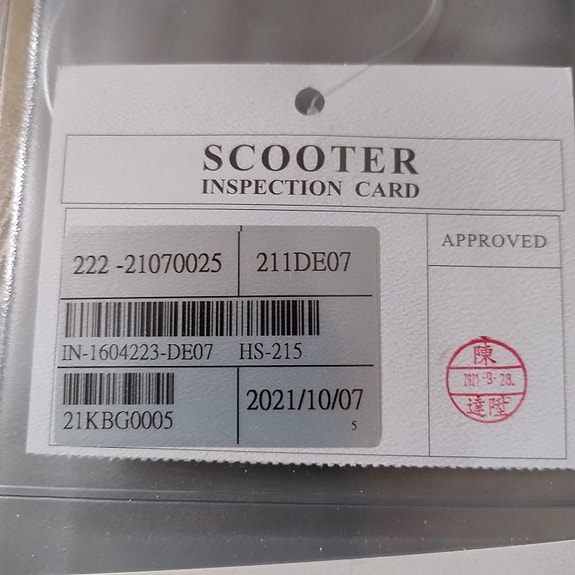 SCOOTER
INSPECTION CARD
222 -21070025 211DE07
APPROVED
IN-1604223-DE07 HS-215
21KBG0005
2021/10/07
5
陳
2021 -9- 28.
達陞